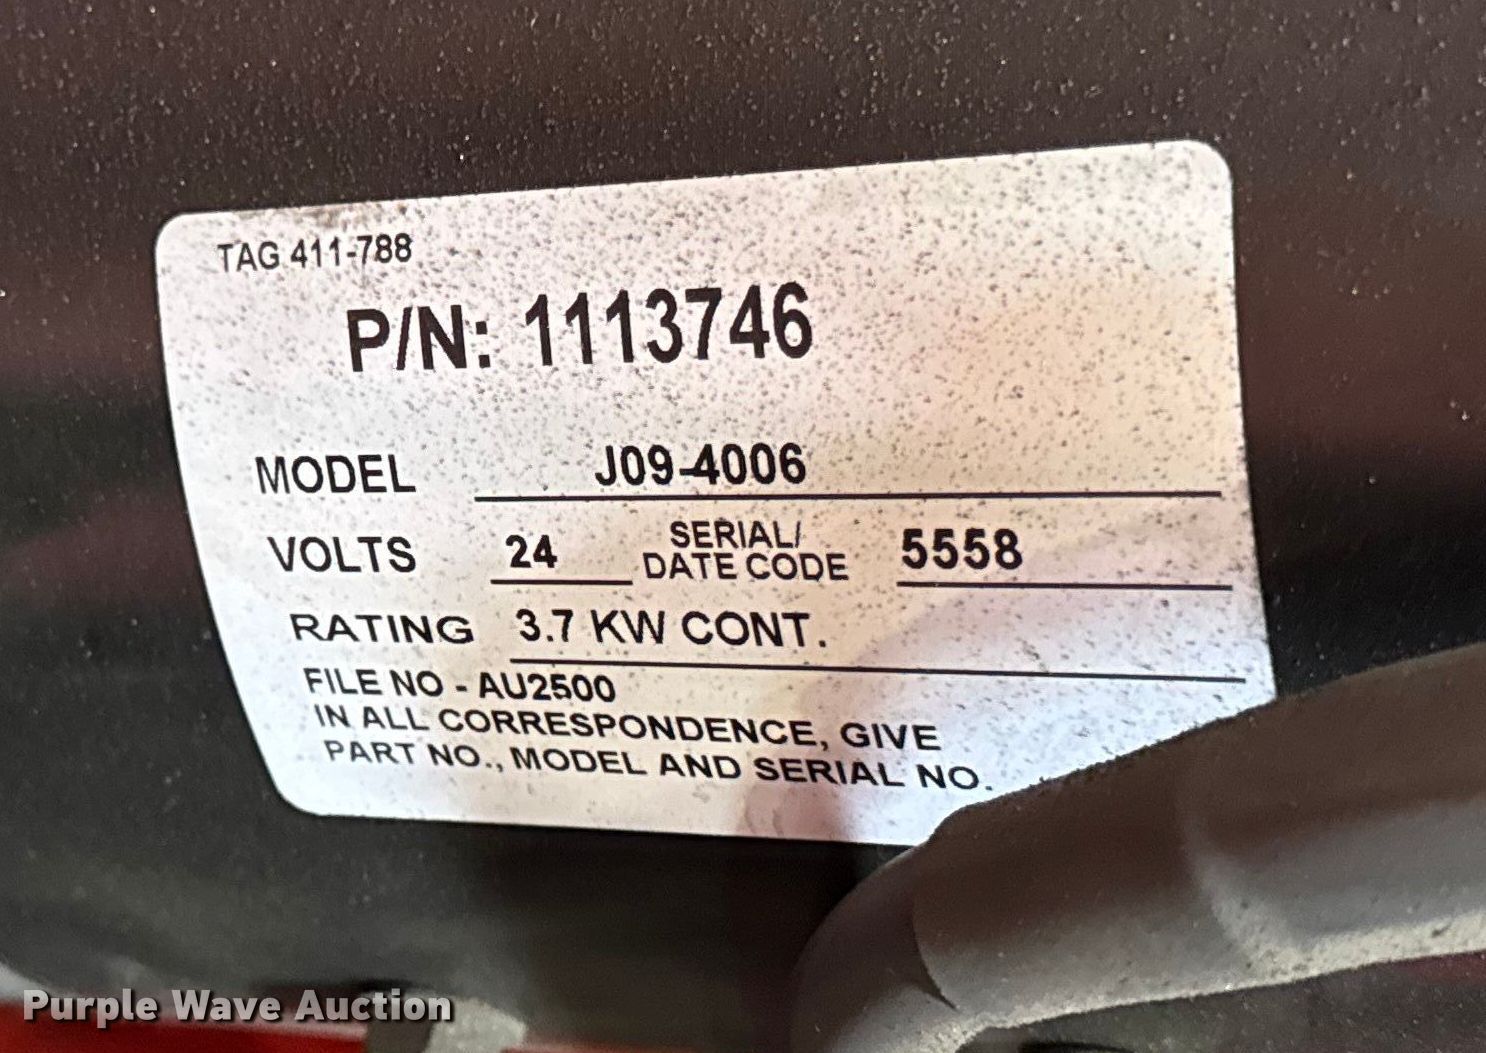 TAG 411-788
P/N: 1113746
MODEL J09-4006
VOLTS 24 SERIAL/ DATE CODE 5558
RATING 3.7 KW CONT.
FILE NO - AU2500
IN ALL CORRESPONDENCE, GIVE
PART NO., MODEL AND SERIAL NO.
Purple Wave Auction